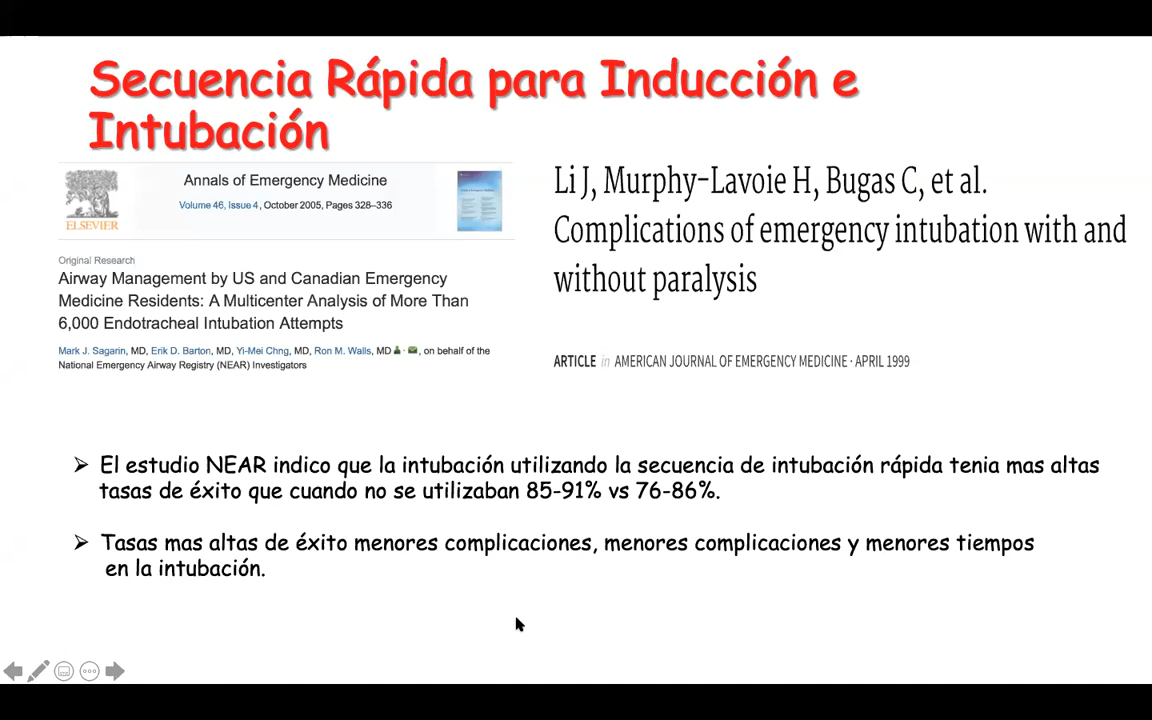 Secuencia Rápida para Inducción e
Intubación
ELSEVIER
Annals of Emergency Medicine
Volume 46, Issue 4, October 2005, Pages 328–336
Original Research
Airway Management by US and Canadian Emergency
Medicine Residents: A Multicenter Analysis of More Than
6,000 Endotracheal Intubation Attempts
Mark J. Sagarin, MD, Erik D. Barton, MD, Yi-Mei Chng, MD, Ron M. Walls, MD, on behalf of the
National Emergency Airway Registry (NEAR) Investigators
Li J, Murphy-Lavoie H, Bugas C, et al.
Complications of emergency intubation with and
without paralysis
ARTICLE in AMERICAN JOURNAL OF EMERGENCY MEDICINE · APRIL 1999
➢ El estudio NEAR indico que la intubación utilizando la secuencia de intubación rápida tenia mas altas
tasas de éxito que cuando no se utilizaban 85-91% vs 76-86%.
➢ Tasas mas altas de éxito menores complicaciones, menores complicaciones y menores tiempos
en la intubación.